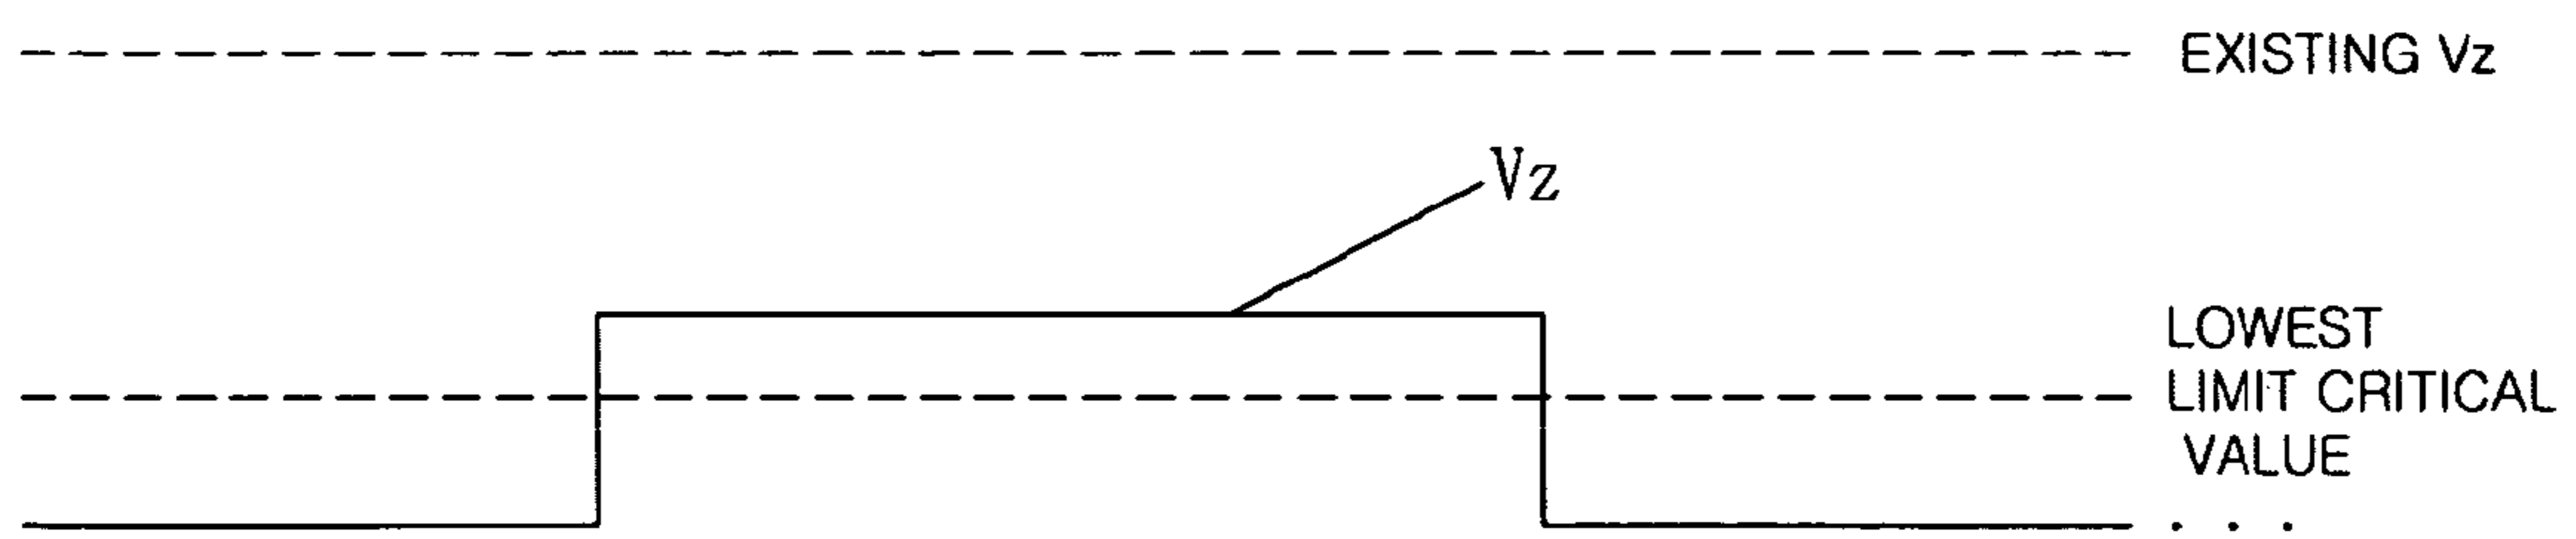 EXISTING Vz
Vz
LOWEST
LIMIT CRITICAL
VALUE
. . .